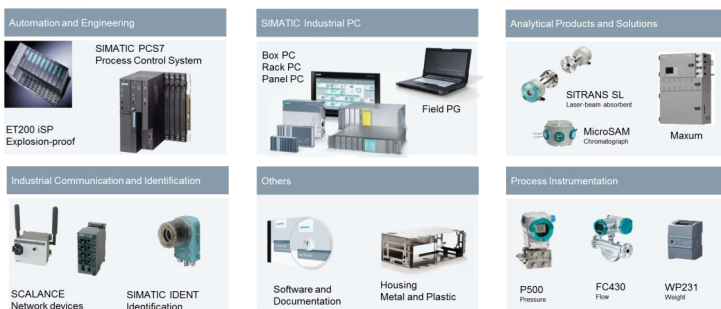 Automation and Engineering
SIMATIC PCS7
Process Control System
ET200 iSP
Explosion-proof
SIMATIC Industrial PC
Box PC
Rack PC
Panel PC
Field PG
Analytical Products and Solutions
SITRANS SL
Laser-beam absorbent
MicroSAM
Chromatograph
Maxum
Industrial Communication and Identification
SCALANCE
Network devices
SIMATIC IDENT
Identification
Others
Software and
Documentation
Housing
Metal and Plastic
Process Instrumentation
P500
Pressure
FC430
Flow
WP231
Weight